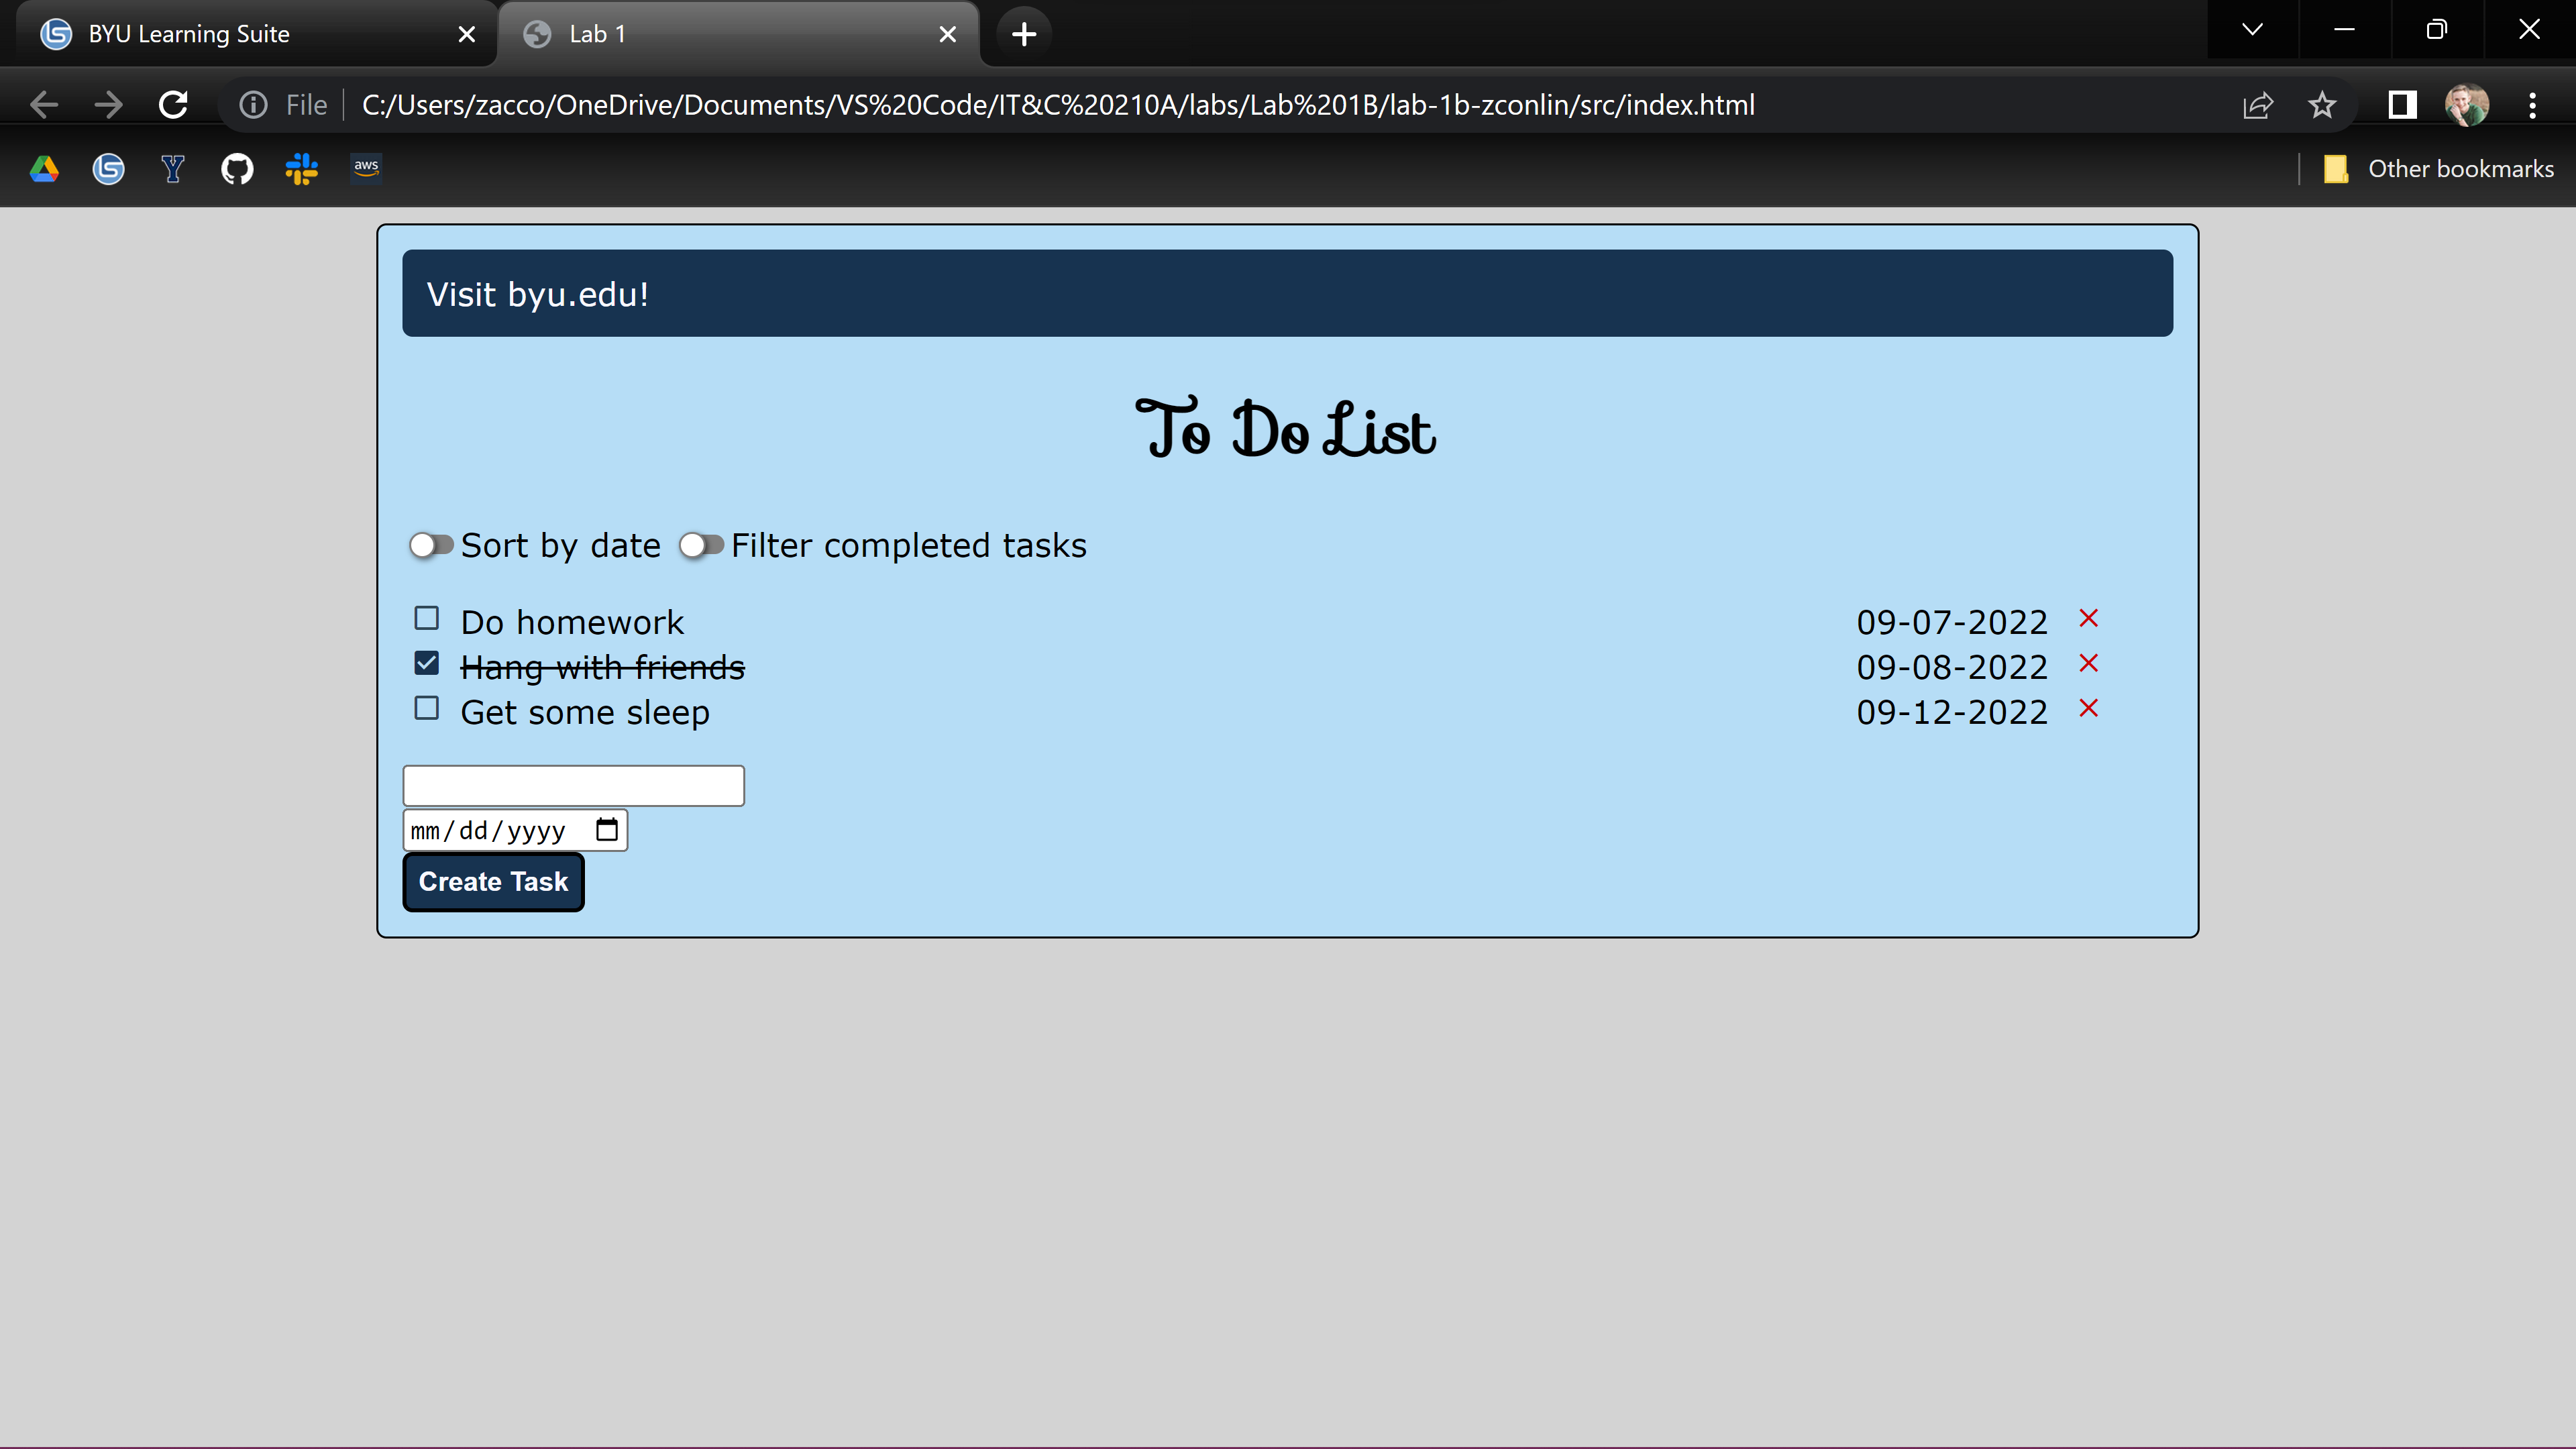 BYU Learning Suite
Lab 1
File C:/Users/zacco/OneDrive/Documents/VS%20Code/IT&C%20210A/labs/Lab%201B/lab-1b-zconlin/src/index.html
aws
Other bookmarks
Visit byu.edu!
To Do List
Sort by date Filter completed tasks
Do homework 09-07-2022
Hang with friends 09-08-2022
Get some sleep 09-12-2022
mm/dd/yyyy
Create Task